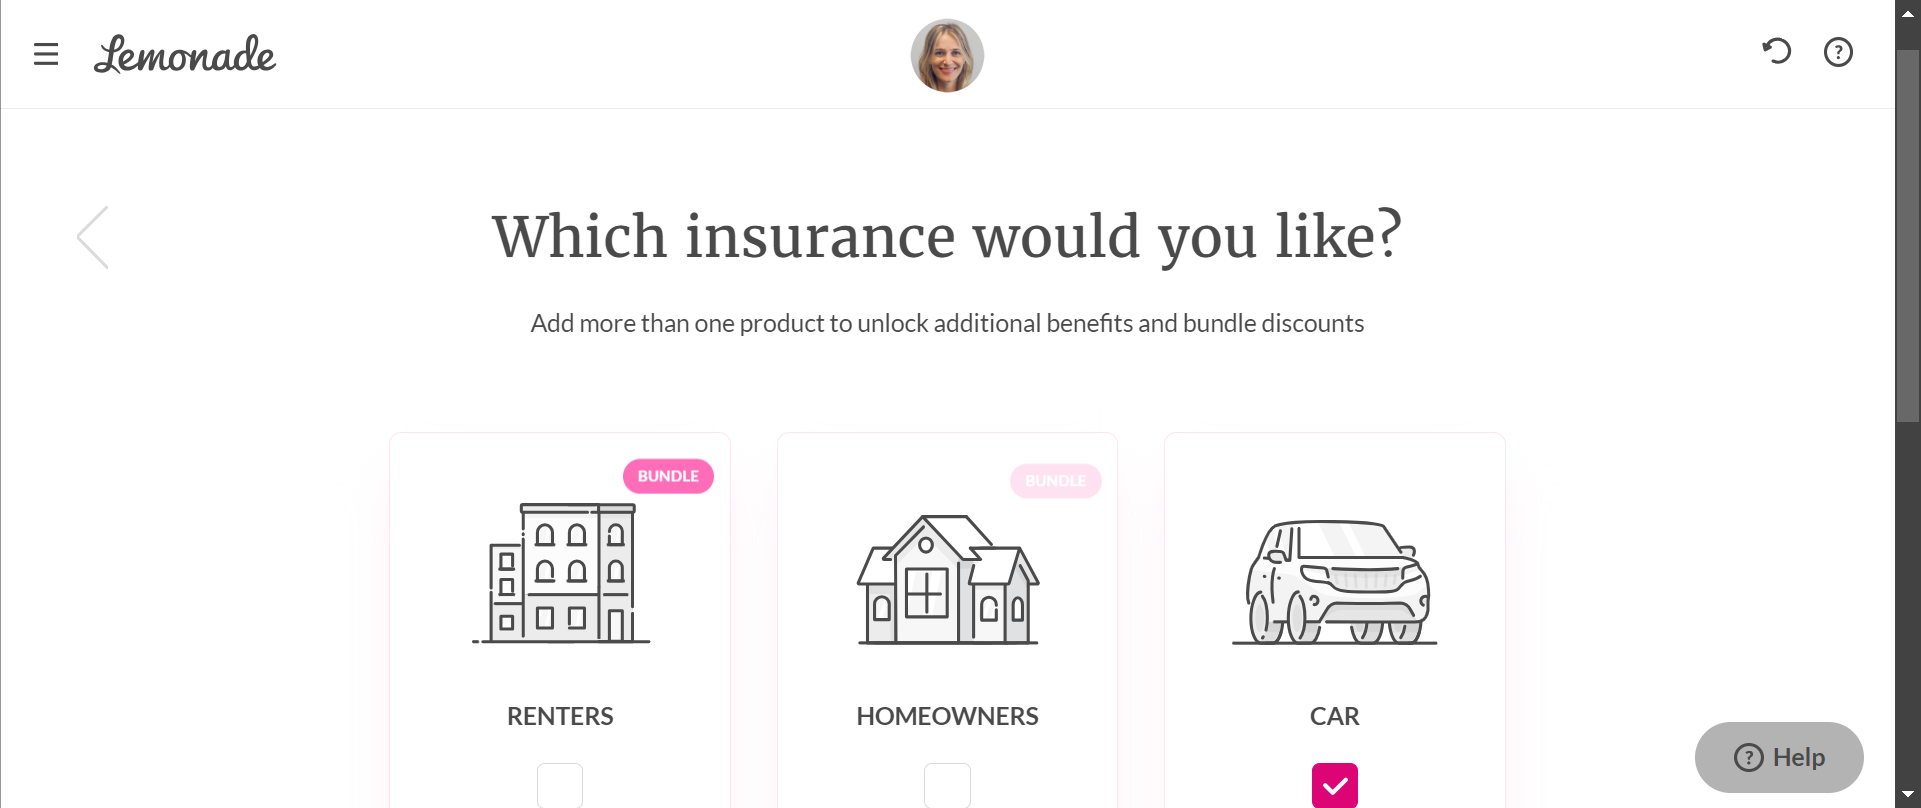 Lemonade
Which insurance would you like?
Add more than one product to unlock additional benefits and bundle discounts
BUNDLE
BUNDLE
RENTERS
HOMEOWNERS
CAR
? Help